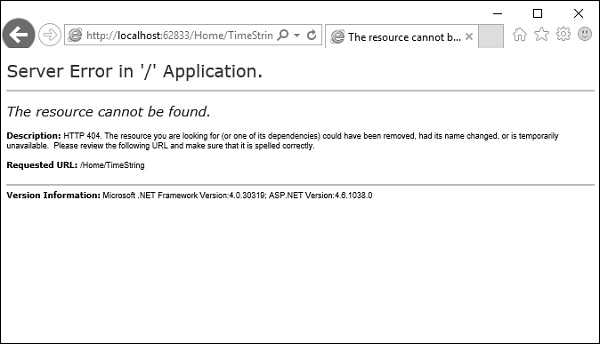 http://localhost:62833/Home/TimeStrin
The resource cannot b...
Server Error in '/' Application.
The resource cannot be found.
Description: HTTP 404. The resource you are looking for (or one of its dependencies) could have been removed, had its name changed, or is temporarily
unavailable. Please review the following URL and make sure that it is spelled correctly.
Requested URL: /Home/TimeString
Version Information: Microsoft .NET Framework Version:4.0.30319; ASP.NET Version:4.6.1038.0